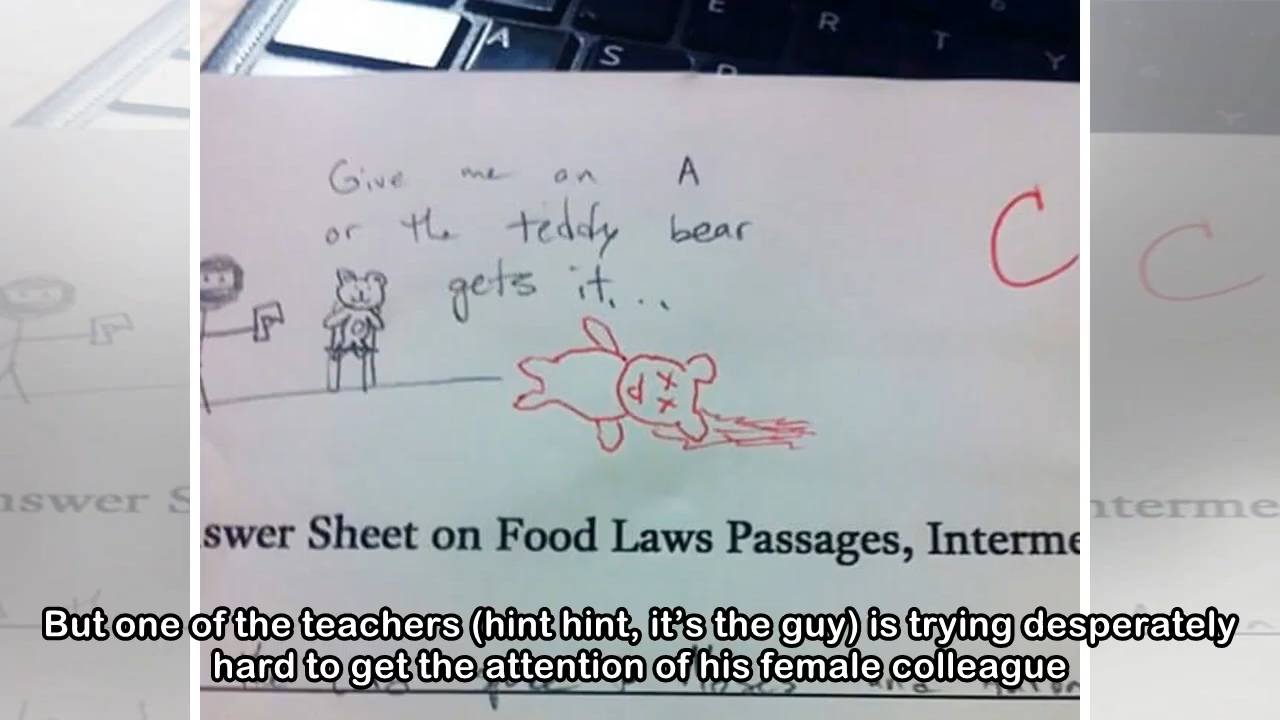 E R T Y
A S D
Give me an A
or the teddy bear
gets it...
C
swer Sheet on Food Laws Passages, Interme
But one of the teachers (hint hint, it's the guy) is trying desperately
hard to get the attention of his female colleague